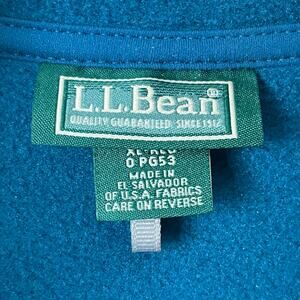 L.L.Bean®
QUALITY GUARANTEED SINCE 1912
XL-REG
0 PG53
MADE IN
EL SALVADOR
OF U.S.A. FABRICS
CARE ON REVERSE